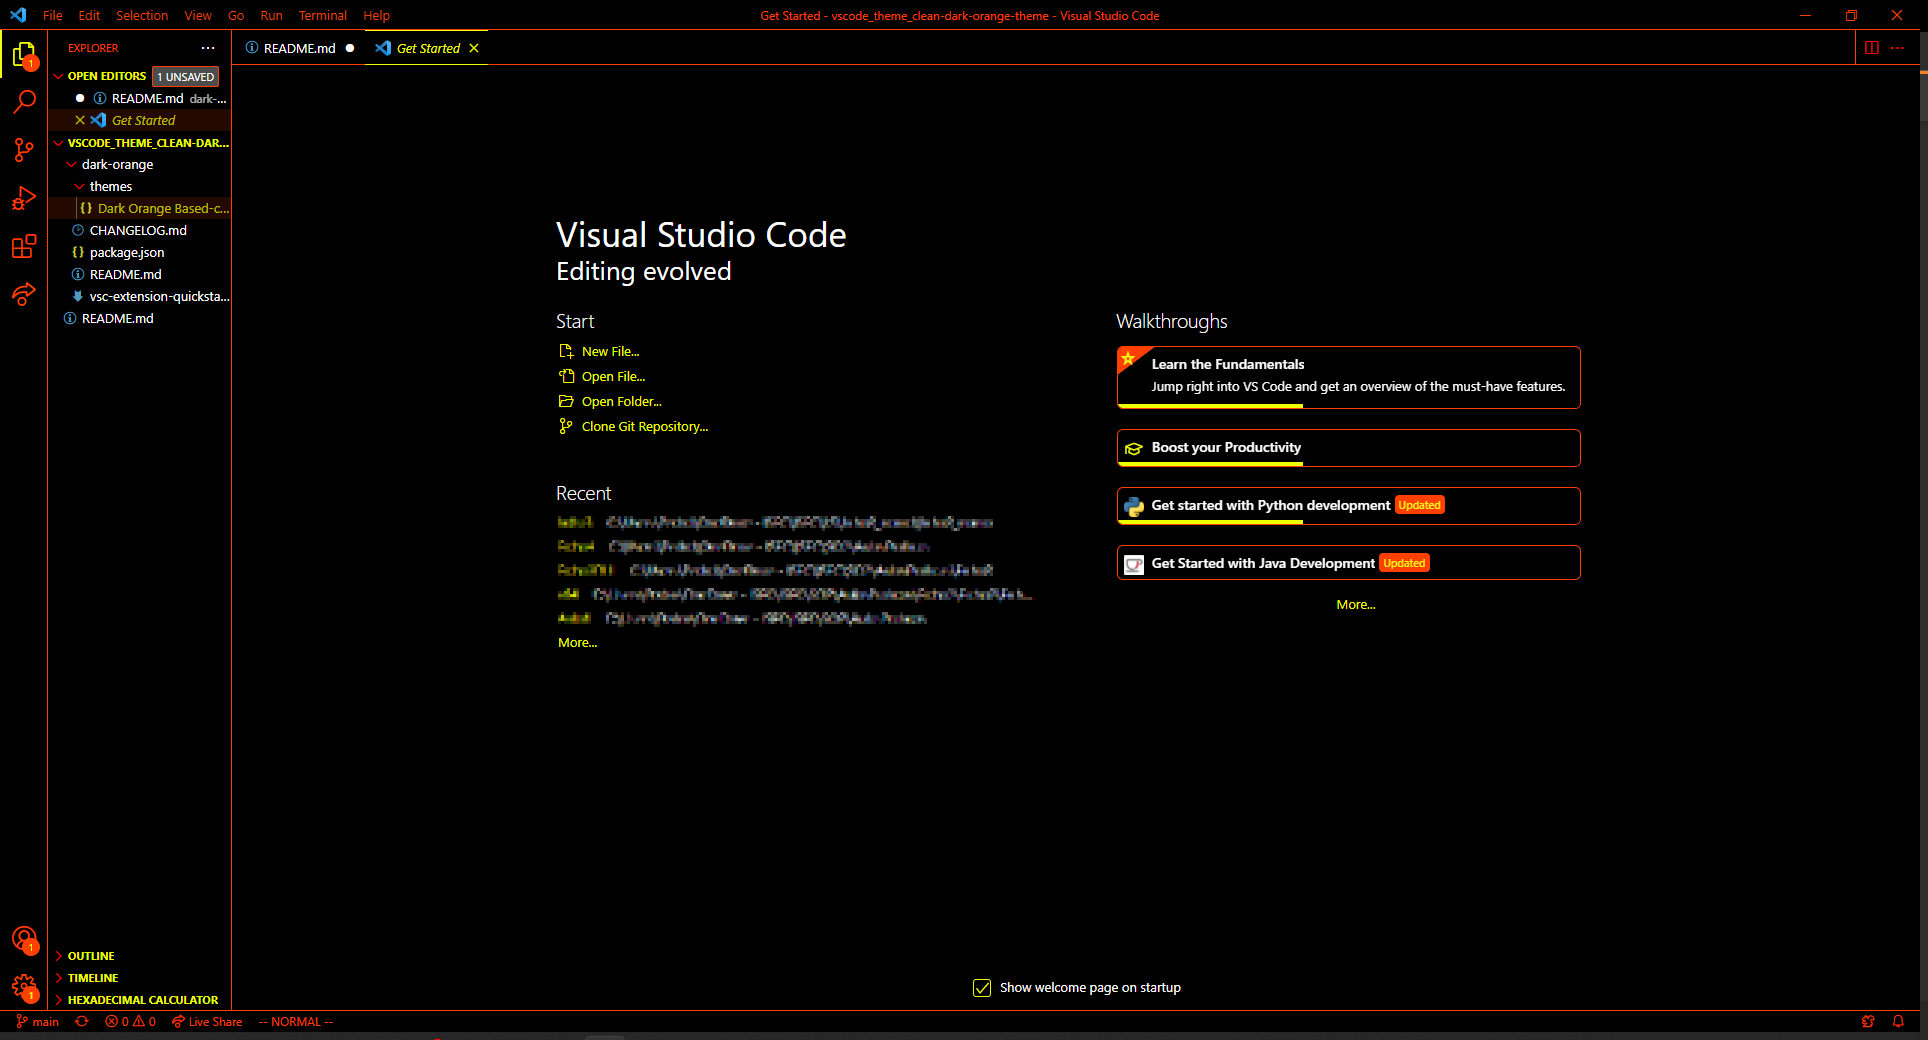 File Edit Selection View Go Run Terminal Help
Get Started - vscode_theme_clean-dark-orange-theme - Visual Studio Code
EXPLORER
OPEN EDITORS 1 UNSAVED
README.md dark-...
Get Started
VSCODE_THEME_CLEAN-DAR...
dark-orange
themes
{} Dark Orange Based-c...
CHANGELOG.md
{} package.json
README.md
vsc-extension-quicksta...
README.md
OUTLINE
TIMELINE
HEXADECIMAL CALCULATOR
1
1
1
README.md
Get Started
Visual Studio Code
Editing evolved
Start
New File...
Open File...
Open Folder...
Clone Git Repository...
Recent
More...
Walkthroughs
Learn the Fundamentals
Jump right into VS Code and get an overview of the must-have features.
Boost your Productivity
Get started with Python development Updated
Get Started with Java Development Updated
More...
Show welcome page on startup
main 0 0 Live Share -- NORMAL --